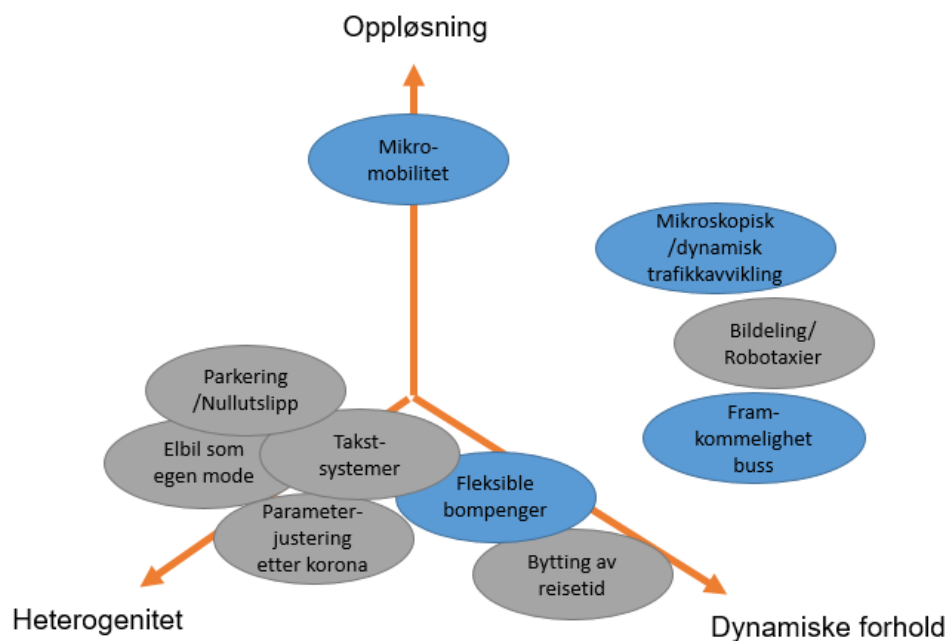 Oppløsning
Mikro-
mobilitet
Mikroskopisk
/dynamisk
trafikkavvikling
Bildeling/
Robotaxier
Fram-
kommelighet
buss
Parkering
/Nullutslipp
Elbil som
egen mode
Takst-
systemer
Parameter-
justering
etter korona
Fleksible
bompenger
Bytting av
reisetid
Heterogenitet
Dynamiske forhold